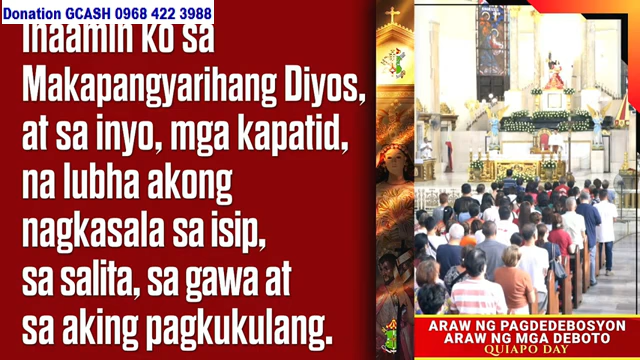 Donation GCASH 0968 422 3988
Inaamin ko sa
Makapangyarihang Diyos,
at sa inyo, mga kapatid,
na lubha akong
nagkasala sa isip,
sa salita, sa gawa at
sa aking pagkukulang.
ARAW NG PAGDEDEBOSYON
ARAW NG MGA DEBOTO
QUIAPO DAY